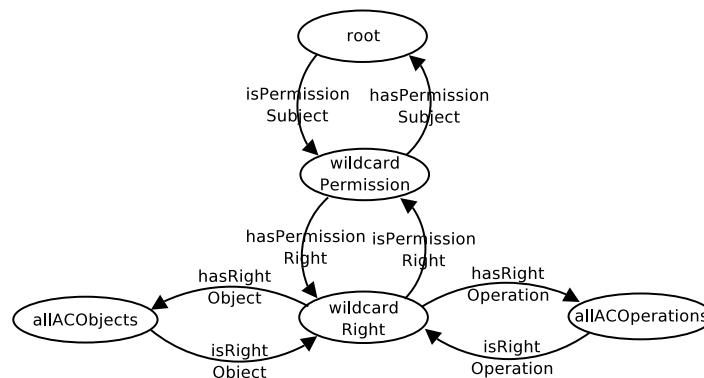 root
isPermission
Subject
hasPermission
Subject
wildcard
Permission
hasPermission
Right
isPermission
Right
hasRight
Object
hasRight
Operation
allACObjects
wildcard
Right
allACOperations
isRight
Object
isRight
Operation